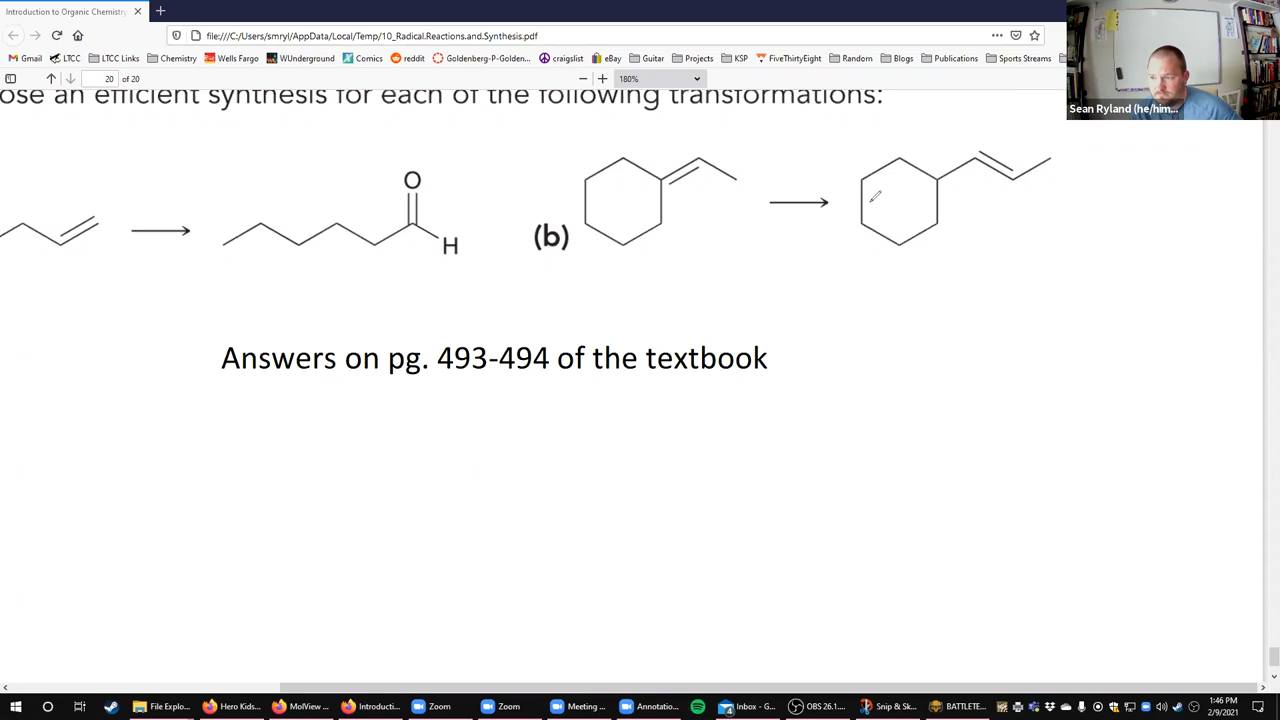 Introduction to Organic Chemistry
file:///C:/Users/smryl/AppData/Local/Temp/10_Radical.Reactions.and.Synthesis.pdf
Gmail LTCC LTCC Links Chemistry Wells Fargo WUnderground Comics reddit Goldenberg-P-Golden... craigslist eBay Guitar Projects KSP FiveThirtyEight Random Blogs Publications Sports Streams
20 of 20 180%
Sean Ryland (he/him...
ose an efficient synthesis for each of the following transformations:
O
H
(b)
Answers on pg. 493-494 of the textbook
File Explo... Hero Kids... MolView ... Introducti... Zoom Zoom Meeting ... Annotatio... Inbox - G... OBS 26.1... Snip & Sk... BATTLETE...
4
1:46 PM
2/9/2021